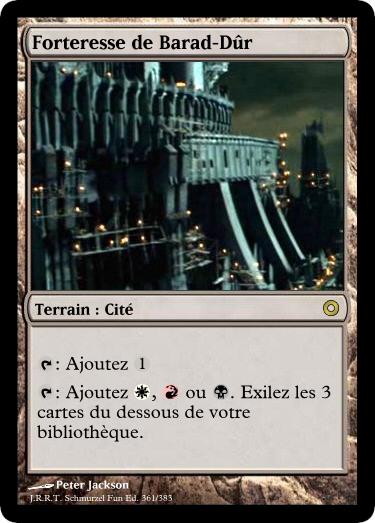 Forteresse de Barad-Dûr
Terrain : Cité
: Ajoutez 1
: Ajoutez , ou . Exilez les 3
cartes du dessous de votre
bibliothèque.
Peter Jackson
J.R.R.T. Schmurzel Fun Ed. 361/383